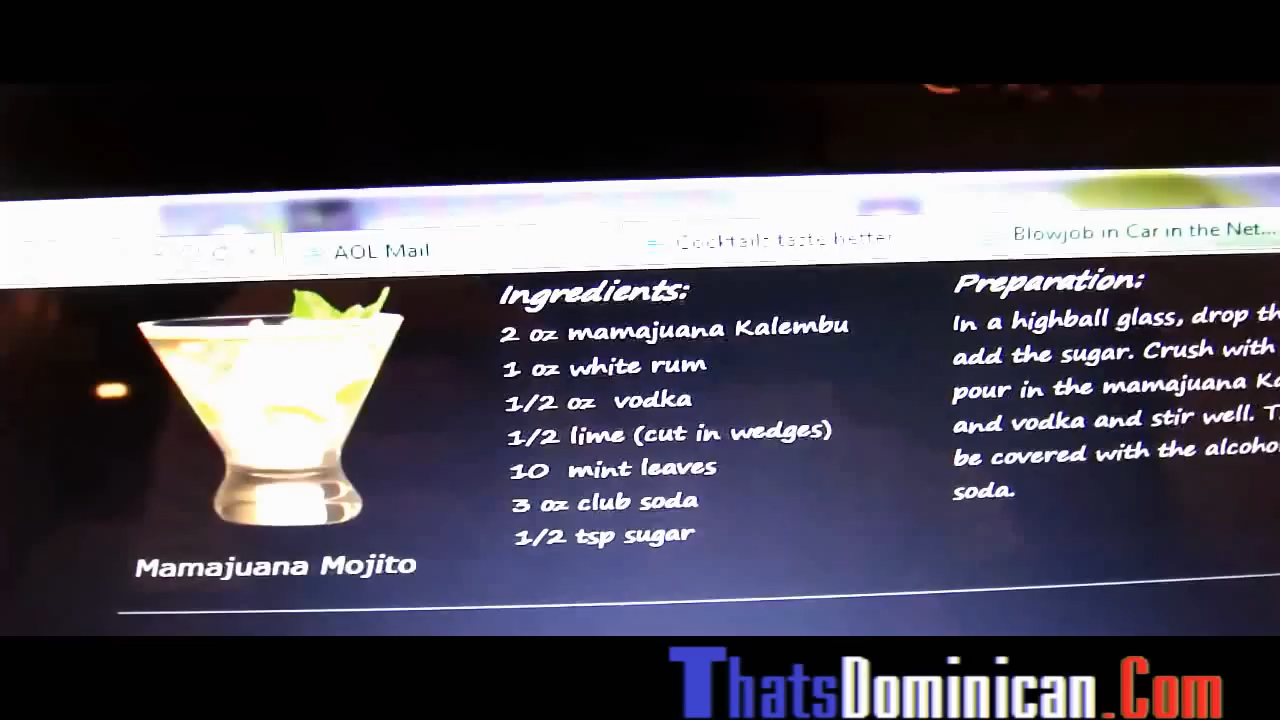 AOL Mail
Cocktails taste better
Blowjob in Car in the Net...
Ingredients:
2 oz mamajuana Kalembu
1 oz white rum
1/2 oz vodka
1/2 lime (cut in wedges)
10 mint leaves
3 oz club soda
1/2 tsp sugar
Preparation:
In a highball glass, drop th
add the sugar. Crush with
pour in the mamajuana Ka
and vodka and stir well. T
be covered with the alcoho
soda.
Mamajuana Mojito
ThatsDominican.Com